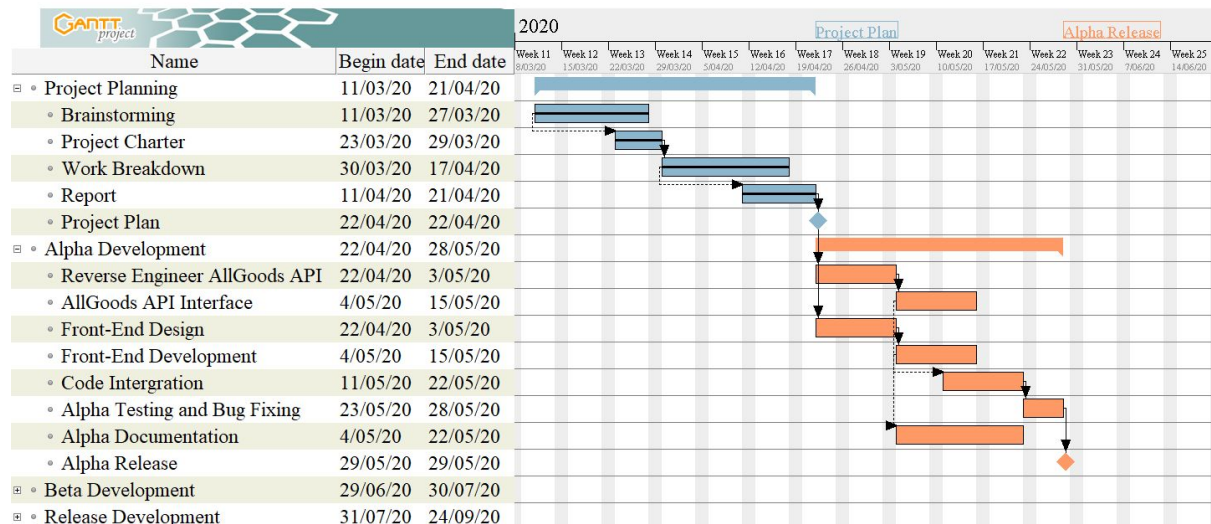 GANTT project
2020
Project Plan Alpha Release
Name Begin date End date
Week 11 Week 12 Week 13 Week 14 Week 15 Week 16 Week 17 Week 18 Week 19 Week 20 Week 21 Week 22 Week 23 Week 24 Week 25
8/03/20 15/03/20 22/03/20 29/03/20 5/04/20 12/04/20 19/04/20 26/04/20 3/05/20 10/05/20 17/05/20 24/05/20 31/05/20 7/06/20 14/06/20
Project Planning 11/03/20 21/04/20
Brainstorming 11/03/20 27/03/20
Project Charter 23/03/20 29/03/20
Work Breakdown 30/03/20 17/04/20
Report 11/04/20 21/04/20
Project Plan 22/04/20 22/04/20
Alpha Development 22/04/20 28/05/20
Reverse Engineer AllGoods API 22/04/20 3/05/20
AllGoods API Interface 4/05/20 15/05/20
Front-End Design 22/04/20 3/05/20
Front-End Development 4/05/20 15/05/20
Code Intergration 11/05/20 22/05/20
Alpha Testing and Bug Fixing 23/05/20 28/05/20
Alpha Documentation 4/05/20 22/05/20
Alpha Release 29/05/20 29/05/20
Beta Development 29/06/20 30/07/20
Release Development 31/07/20 24/09/20